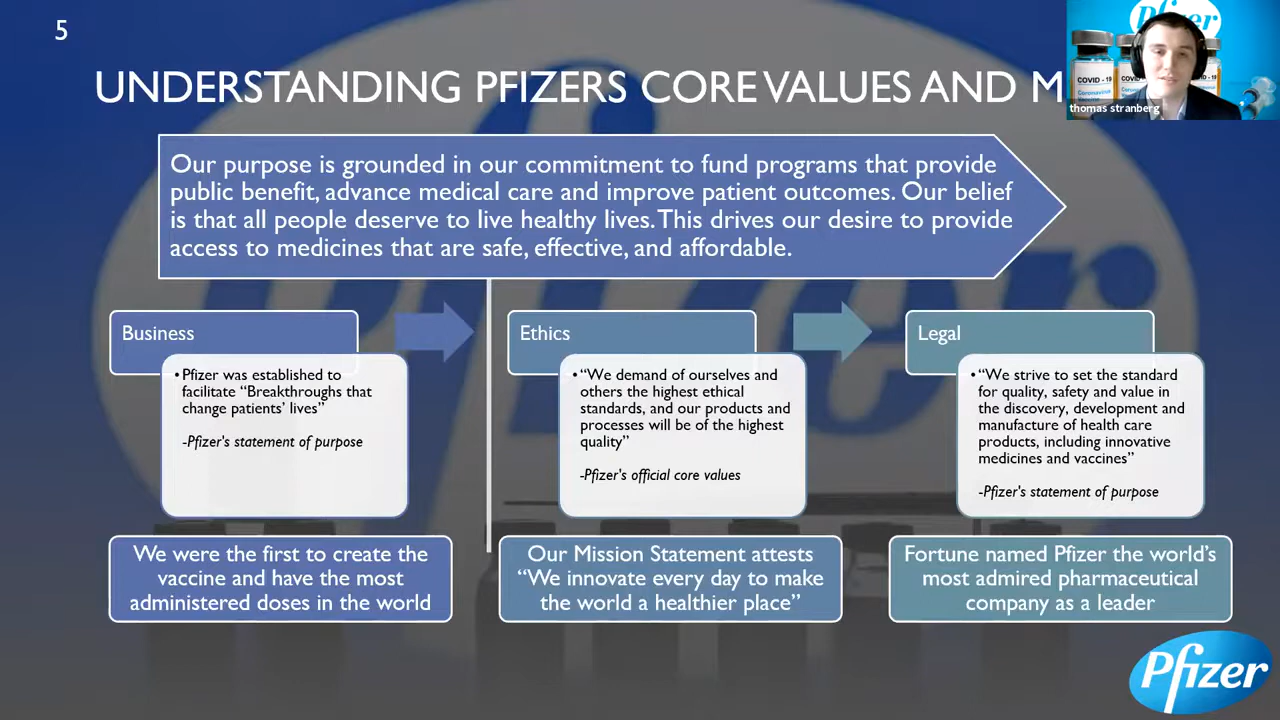 5
UNDERSTANDING PFIZERS CORE VALUES AND M
Pfizer
COVID - 19
COVID
- 19
Coronavirus
Vaccine
thomas stranberg
Our purpose is grounded in our commitment to fund programs that provide
public benefit, advance medical care and improve patient outcomes. Our belief
is that all people deserve to live healthy lives. This drives our desire to provide
access to medicines that are safe, effective, and affordable.
Business
•Pfizer was established to
facilitate “Breakthroughs that
change patients’ lives”
-Pfizer's statement of purpose
We were the first to create the
vaccine and have the most
administered doses in the world
Ethics
•“We demand of ourselves and
others the highest ethical
standards, and our products and
processes will be of the highest
quality”
-Pfizer's official core values
Our Mission Statement attests
“We innovate every day to make
the world a healthier place”
Legal
•“We strive to set the standard
for quality, safety and value in
the discovery, development and
manufacture of health care
products, including innovative
medicines and vaccines”
-Pfizer's statement of purpose
Fortune named Pfizer the world’s
most admired pharmaceutical
company as a leader
Pfizer